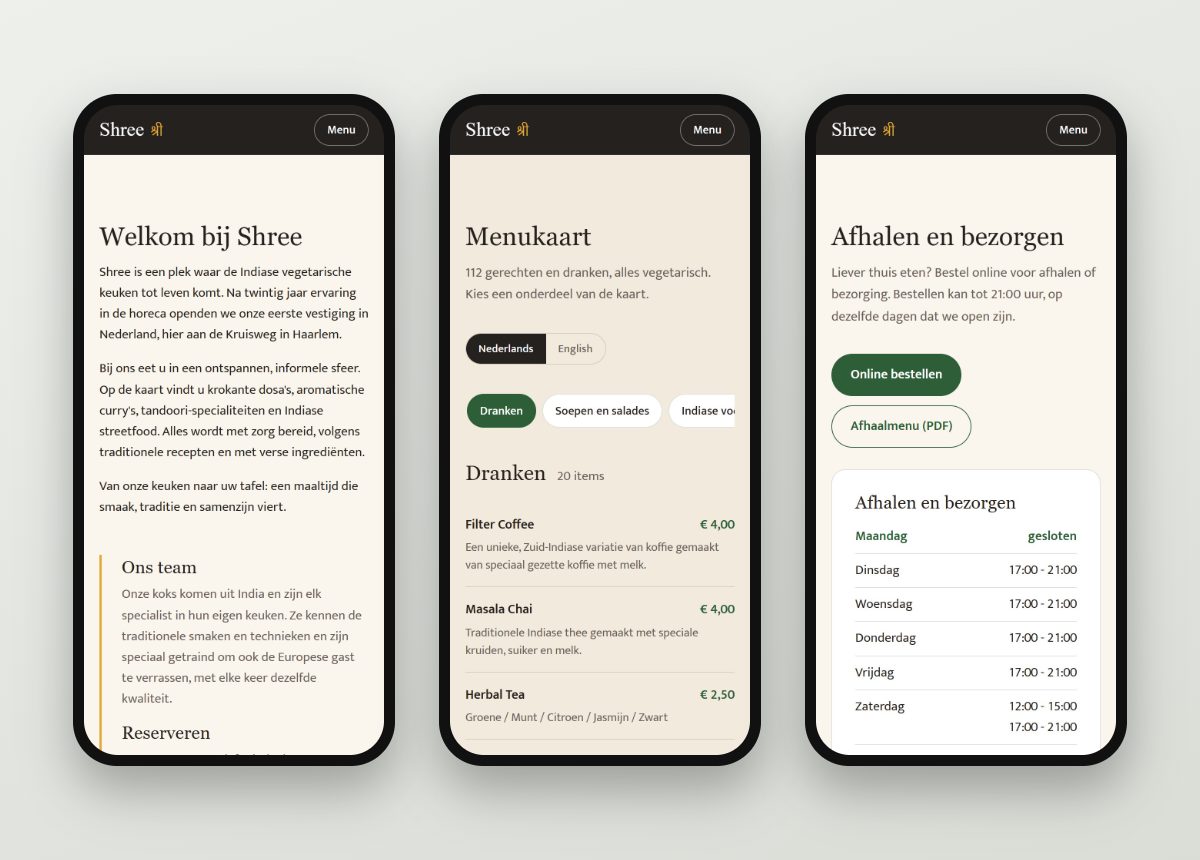 Shree श्री
Menu
Welkom bij Shree
Shree is een plek waar de Indiase vegetarische
keuken tot leven komt. Na twintig jaar ervaring
in de horeca openden we onze eerste vestiging in
Nederland, hier aan de Kruisweg in Haarlem.
Bij ons eet u in een ontspannen, informele sfeer.
Op de kaart vindt u krokante dosa's, aromatische
curry's, tandoori-specialiteiten en Indiase
streetfood. Alles wordt met zorg bereid, volgens
traditionele recepten en met verse ingrediënten.
Van onze keuken naar uw tafel: een maaltijd die
smaak, traditie en samenzijn viert.
Ons team
Onze koks komen uit India en zijn elk
specialist in hun eigen keuken. Ze kennen de
traditionele smaken en technieken en zijn
speciaal getraind om ook de Europese gast
te verrassen, met elke keer dezelfde
kwaliteit.
Reserveren
Shree श्री
Menu
Menukaart
112 gerechten en dranken, alles vegetarisch.
Kies een onderdeel van de kaart.
Nederlands English
Dranken Soepen en salades Indiase
Dranken 20 items
Filter Coffee € 4,00
Een unieke, Zuid-Indiase variatie van koffie gemaakt
van speciaal gezette koffie met melk.
Masala Chai € 4,00
Traditionele Indiase thee gemaakt met speciale
kruiden, suiker en melk.
Herbal Tea € 2,50
Groene / Munt / Citroen / Jasmijn / Zwart
Shree श्री
Menu
Afhalen en bezorgen
Liever thuis eten? Bestel online voor afhalen of
bezorging. Bestellen kan tot 21:00 uur, op
dezelfde dagen dat we open zijn.
Online bestellen
Afhaalmenu (PDF)
Afhalen en bezorgen
Maandag gesloten
Dinsdag 17:00 - 21:00
Woensdag 17:00 - 21:00
Donderdag 17:00 - 21:00
Vrijdag 17:00 - 21:00
Zaterdag 12:00 - 15:00
17:00 - 21:00